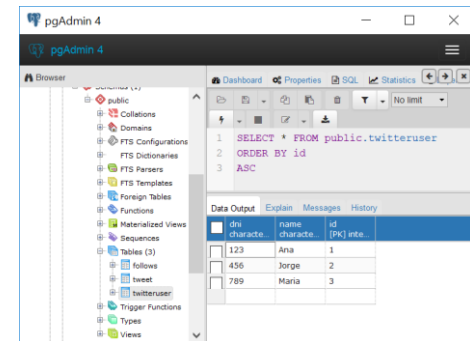 pgAdmin 4
pgAdmin 4
Browser
public
Collations
Domains
FTS Configurations
FTS Dictionaries
FTS Parsers
FTS Templates
Foreign Tables
Functions
Materialized Views
Sequences
Tables (3)
follows
tweet
twitteruser
Trigger Functions
Types
Views
Dashboard Properties SQL Statistics
No limit
1 SELECT * FROM public.twitteruser
2 ORDER BY id
3 ASC
Data Output Explain Messages History
dni name id
characte... characte... [PK] inte...
123 Ana 1
456 Jorge 2
789 Maria 3